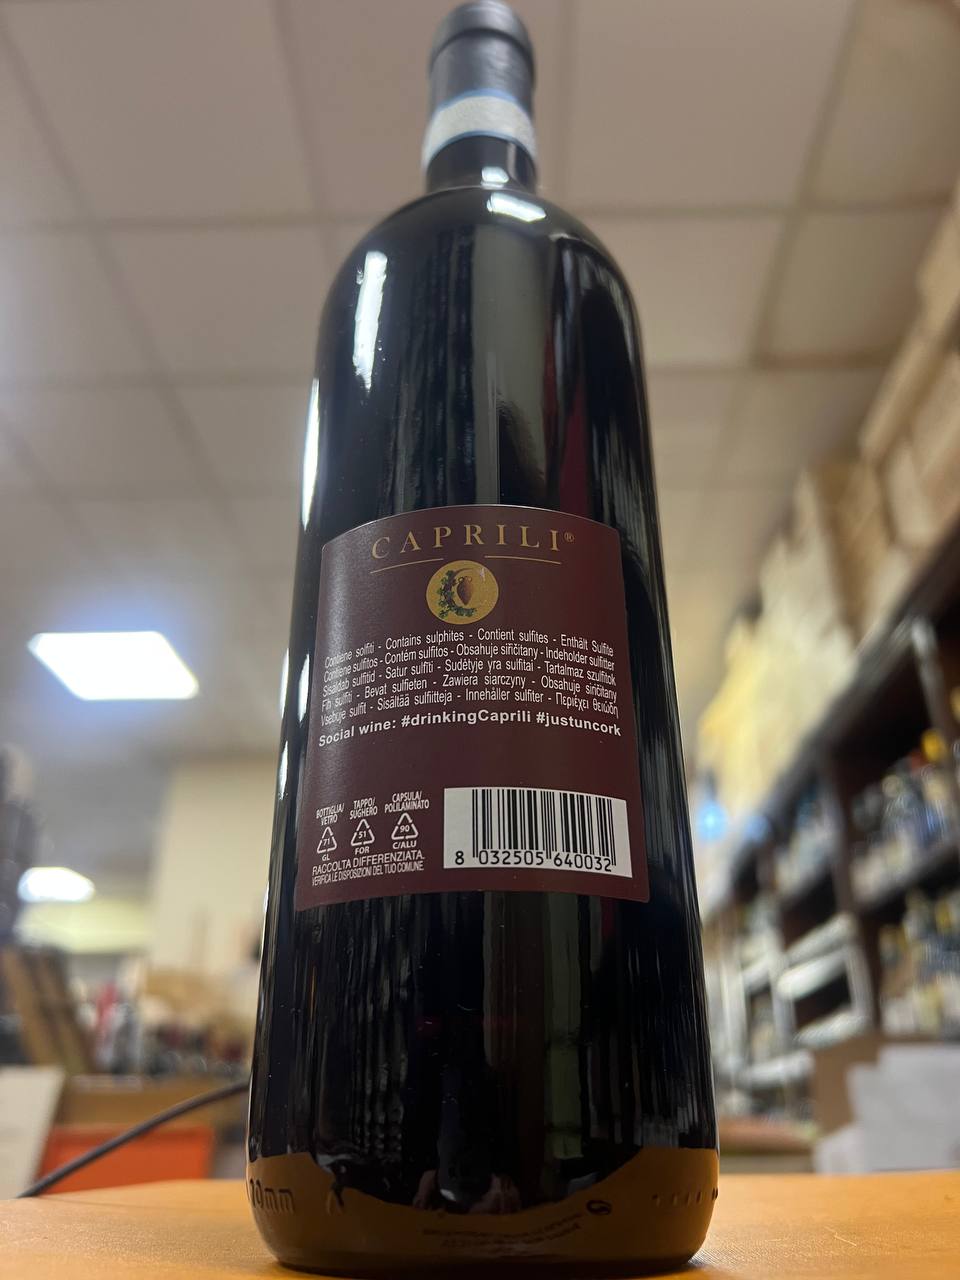 CAPRILI®
Contiene solfiti - Contains sulphites - Contient sulfites - Enthält Sulfite
Contiene sulfitos - Contém sulfitos - Obsahuje siřičitany - Indeholder sulfitter
Sisaldab sulfitid - Satur sulfīti - Sudėtyje yra sulfitai - Tartalmaz szulfitok
Fih sulfiti - Bevat sulfieten - Zawiera siarczyny - Obsahuje siričitany
Vsebuje sulfit - Sisältää sulfiitteja - Innehåller sulfiter - Περιέχει θειώδη
Social wine: #drinkingCaprili #justuncork
BOTTIGLIA/
VETRO
71
GL
TAPPO/
SUGHERO
51
FOR
CAPSULA/
POLILAMINATO
90
C/ALU
RACCOLTA DIFFERENZIATA.
VERIFICA LE DISPOSIZIONI DEL TUO COMUNE.
8 032505 640032
70mm